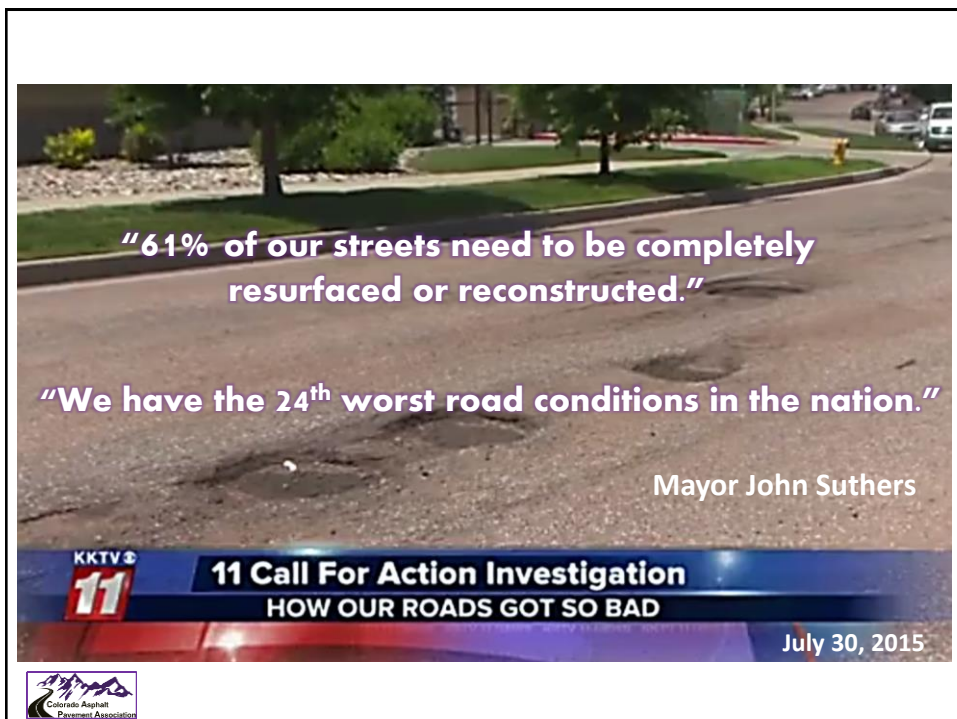 “61% of our streets need to be completely
resurfaced or reconstructed.”
“We have the 24th worst road conditions in the nation.”
Mayor John Suthers
KKTV
11
11 Call For Action Investigation
HOW OUR ROADS GOT SO BAD
July 30, 2015
Colorado Asphalt
Pavement Association